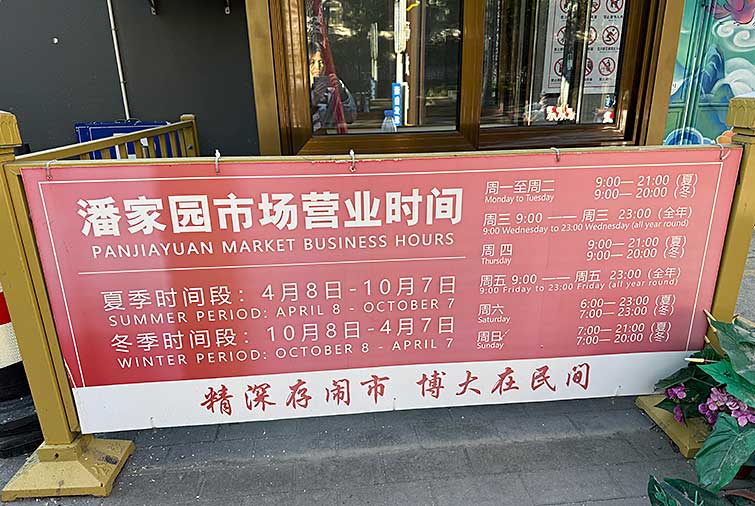 潘家园市场营业时间
PANJIAYUAN MARKET BUSINESS HOURS
夏季时间段：4月8日-10月7日
SUMMER PERIOD: APRIL 8 - OCTOBER 7
冬季时间段：10月8日-4月7日
WINTER PERIOD: OCTOBER 8 - APRIL 7
周一至周二 9:00— 21:00 (夏)
Monday to Tuesday 9:00— 20:00 (冬)
周三 9:00 —— 周三 23:00 (全年)
9:00 Wednesday to 23:00 Wednesday (all year round)
周四 9:00— 21:00 (夏)
Thursday 9:00— 20:00 (冬)
周五 9:00 —— 周五 23:00 (全年)
9:00 Friday to 23:00 Friday (all year round)
周六 6:00— 23:00 (夏)
Saturday 7:00— 23:00 (冬)
周日 7:00— 21:00 (夏)
Sunday 7:00— 20:00 (冬)
精深存闹市 博大在民间